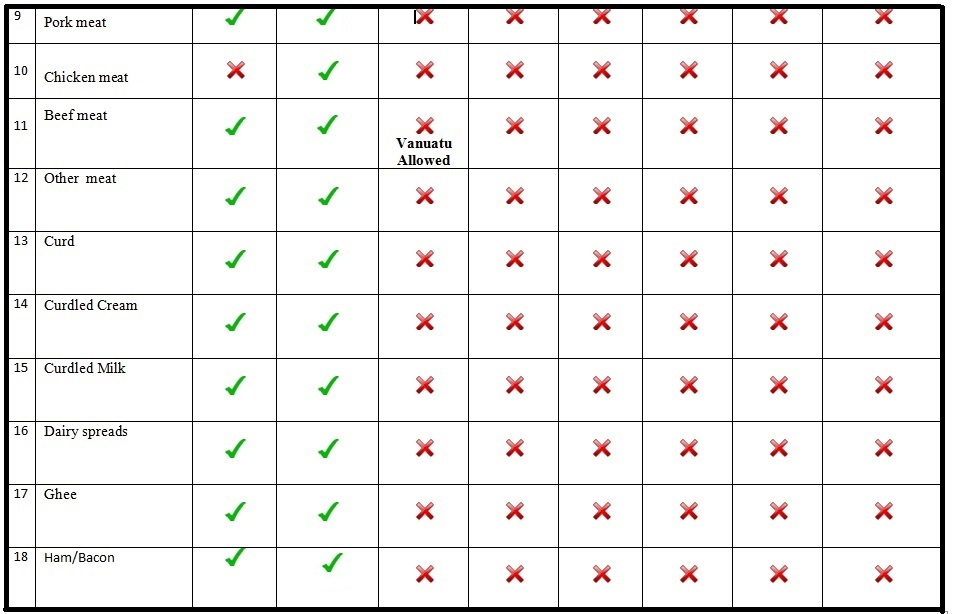 9 Pork meat
10 Chicken meat
11 Beef meat
Vanuatu
Allowed
12 Other meat
13 Curd
14 Curdled Cream
15 Curdled Milk
16 Dairy spreads
17 Ghee
18 Ham/Bacon